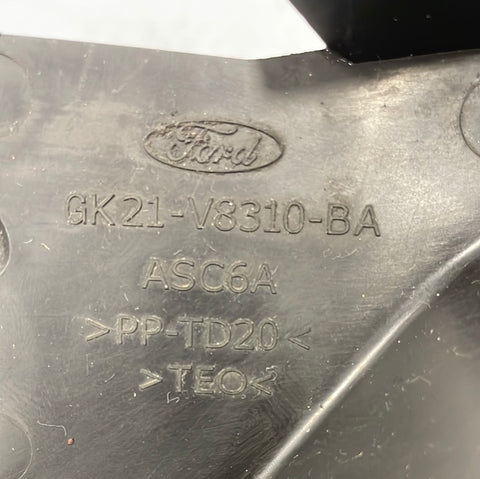 Ford
GK21-V8310-BA
ASC6A
>PP-TD20<
>TEO<